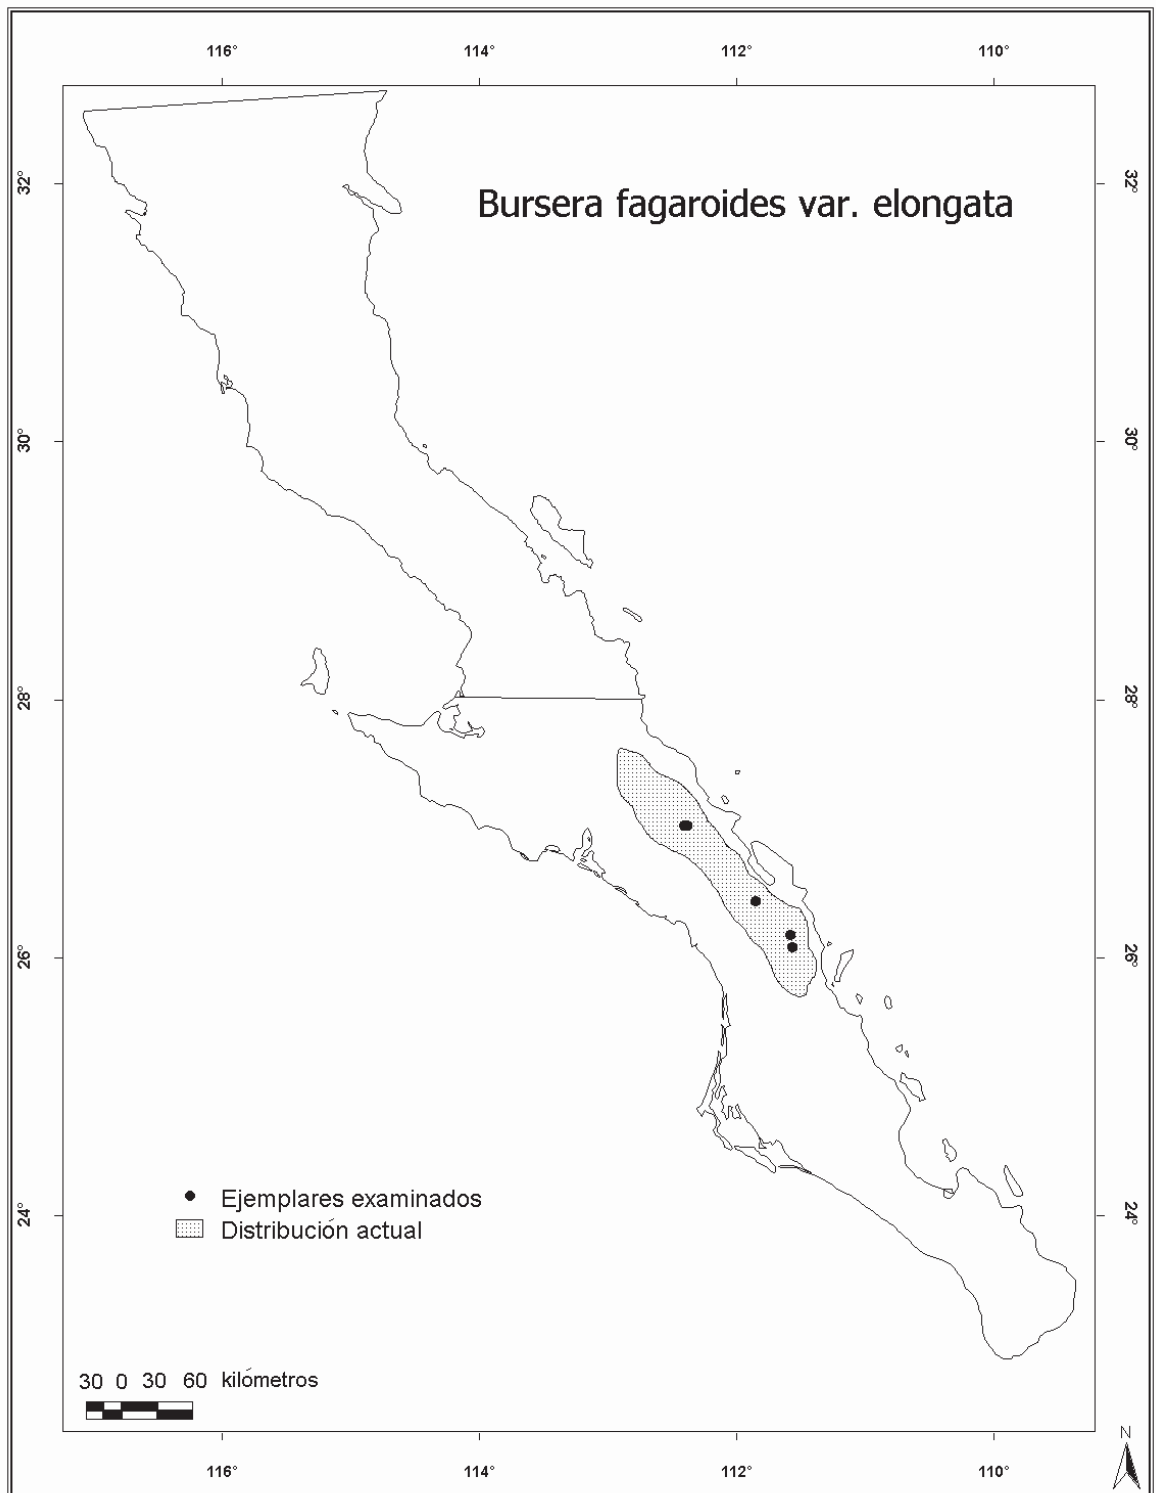 116° 114° 112° 110°
32° 32°
Bursera fagaroides var. elongata
30° 30°
28° 28°
26° 26°
Ejemplares examinados
24° 24°
Distribución actual
30 0 30 60 kilómetros
N
116° 114° 112° 110°